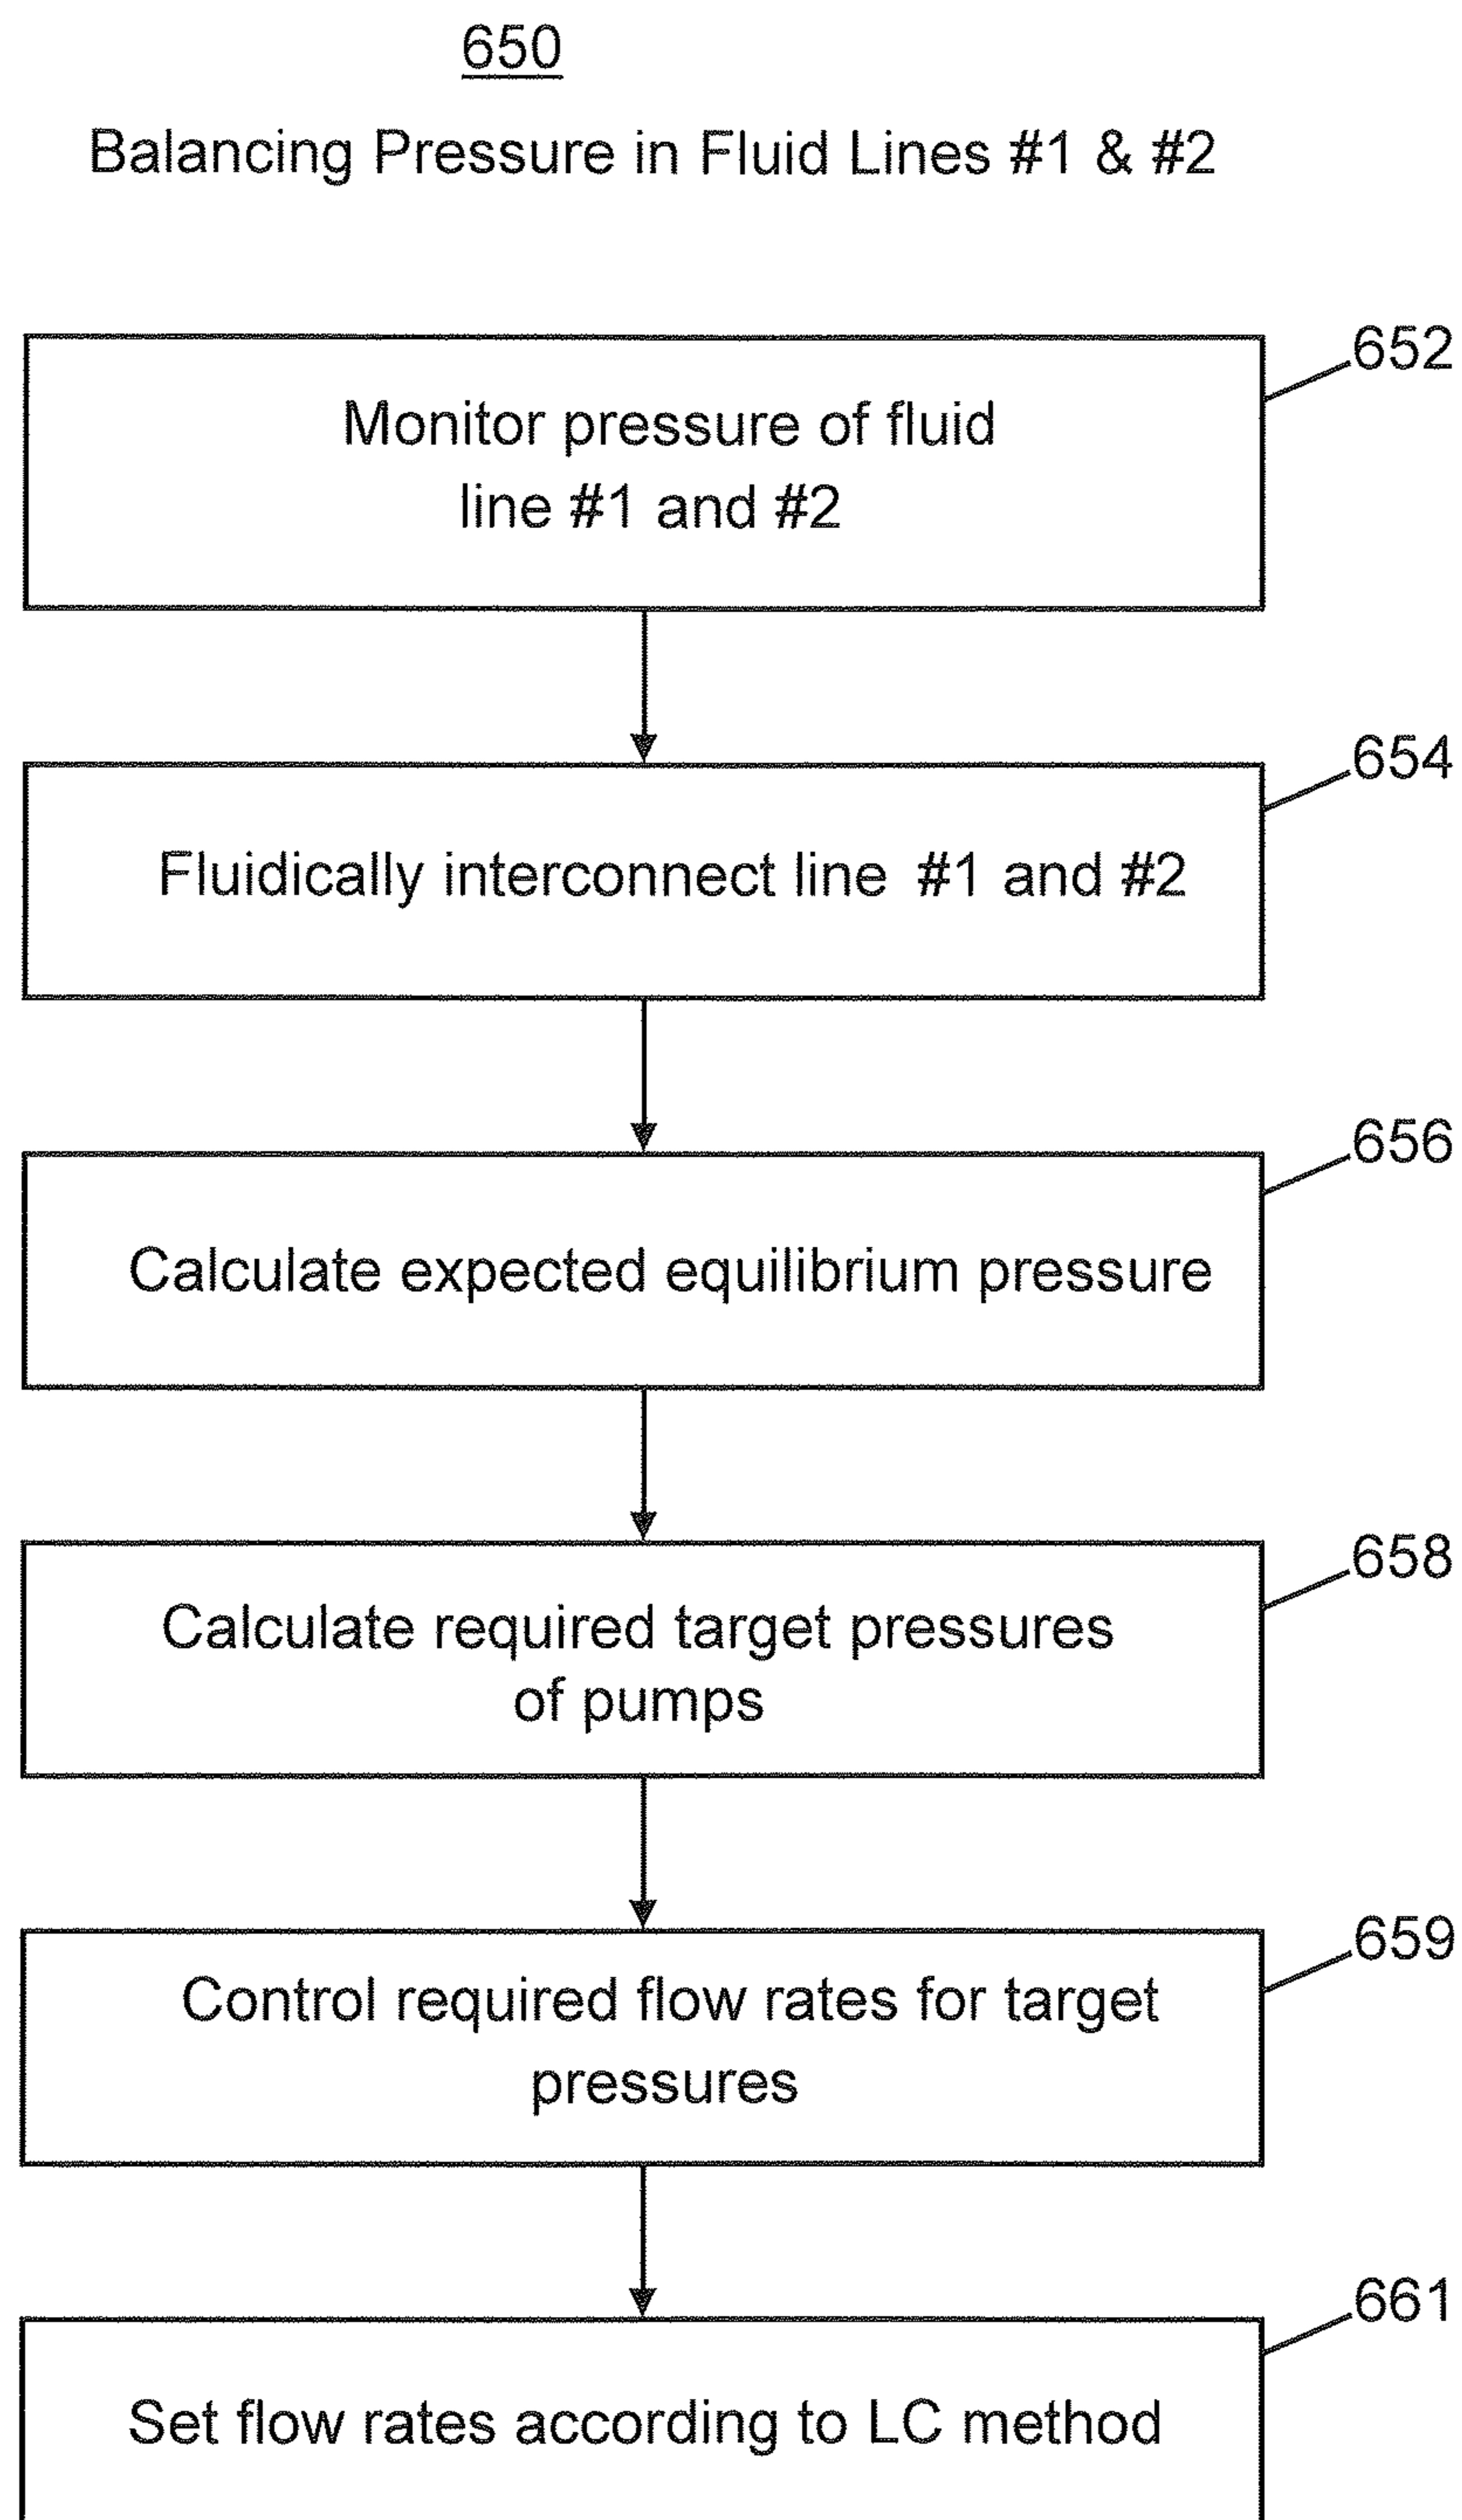 650
Balancing Pressure in Fluid Lines #1 & #2
652
Monitor pressure of fluid
line #1 and #2
654
Fluidically interconnect line #1 and #2
656
Calculate expected equilibrium pressure
658
Calculate required target pressures
of pumps
659
Control required flow rates for target
pressures
661
Set flow rates according to LC method